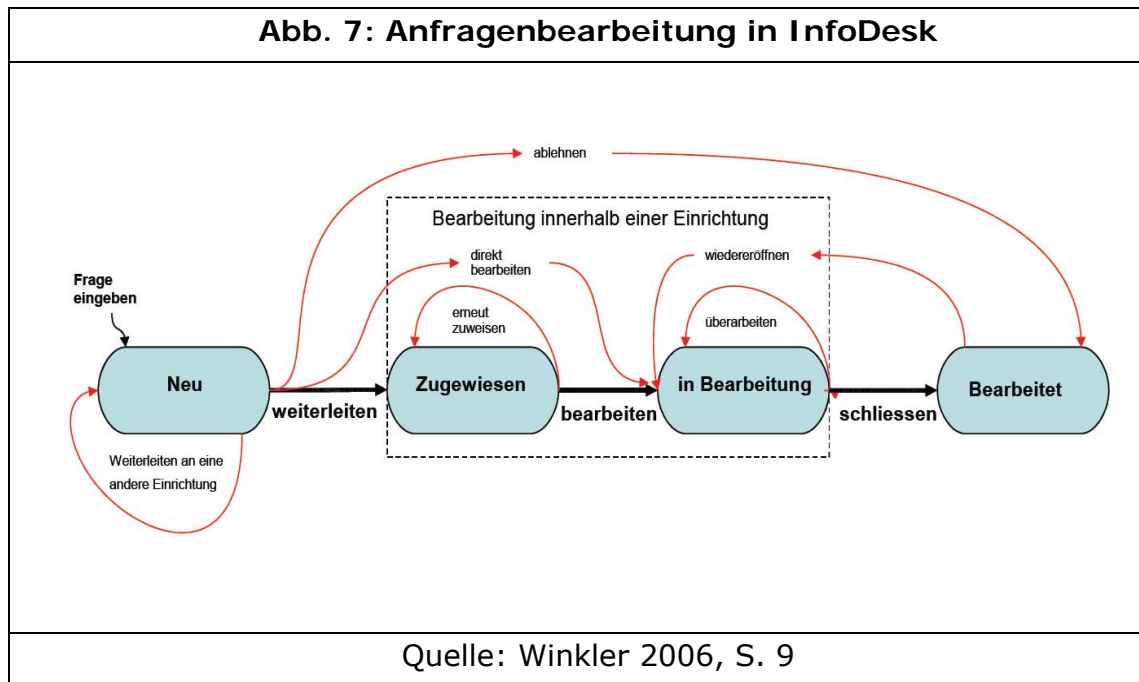 Abb. 7: Anfragenbearbeitung in InfoDesk
ablehnen
Bearbeitung innerhalb einer Einrichtung
direkt
bearbeiten
wiedereröffnen
Frage
eingeben
erneut
zuweisen
überarbeiten
Neu
weiterleiten
Zugewiesen
bearbeiten
in Bearbeitung
schliessen
Bearbeitet
Weiterleiten an eine
andere Einrichtung
Quelle: Winkler 2006, S. 9